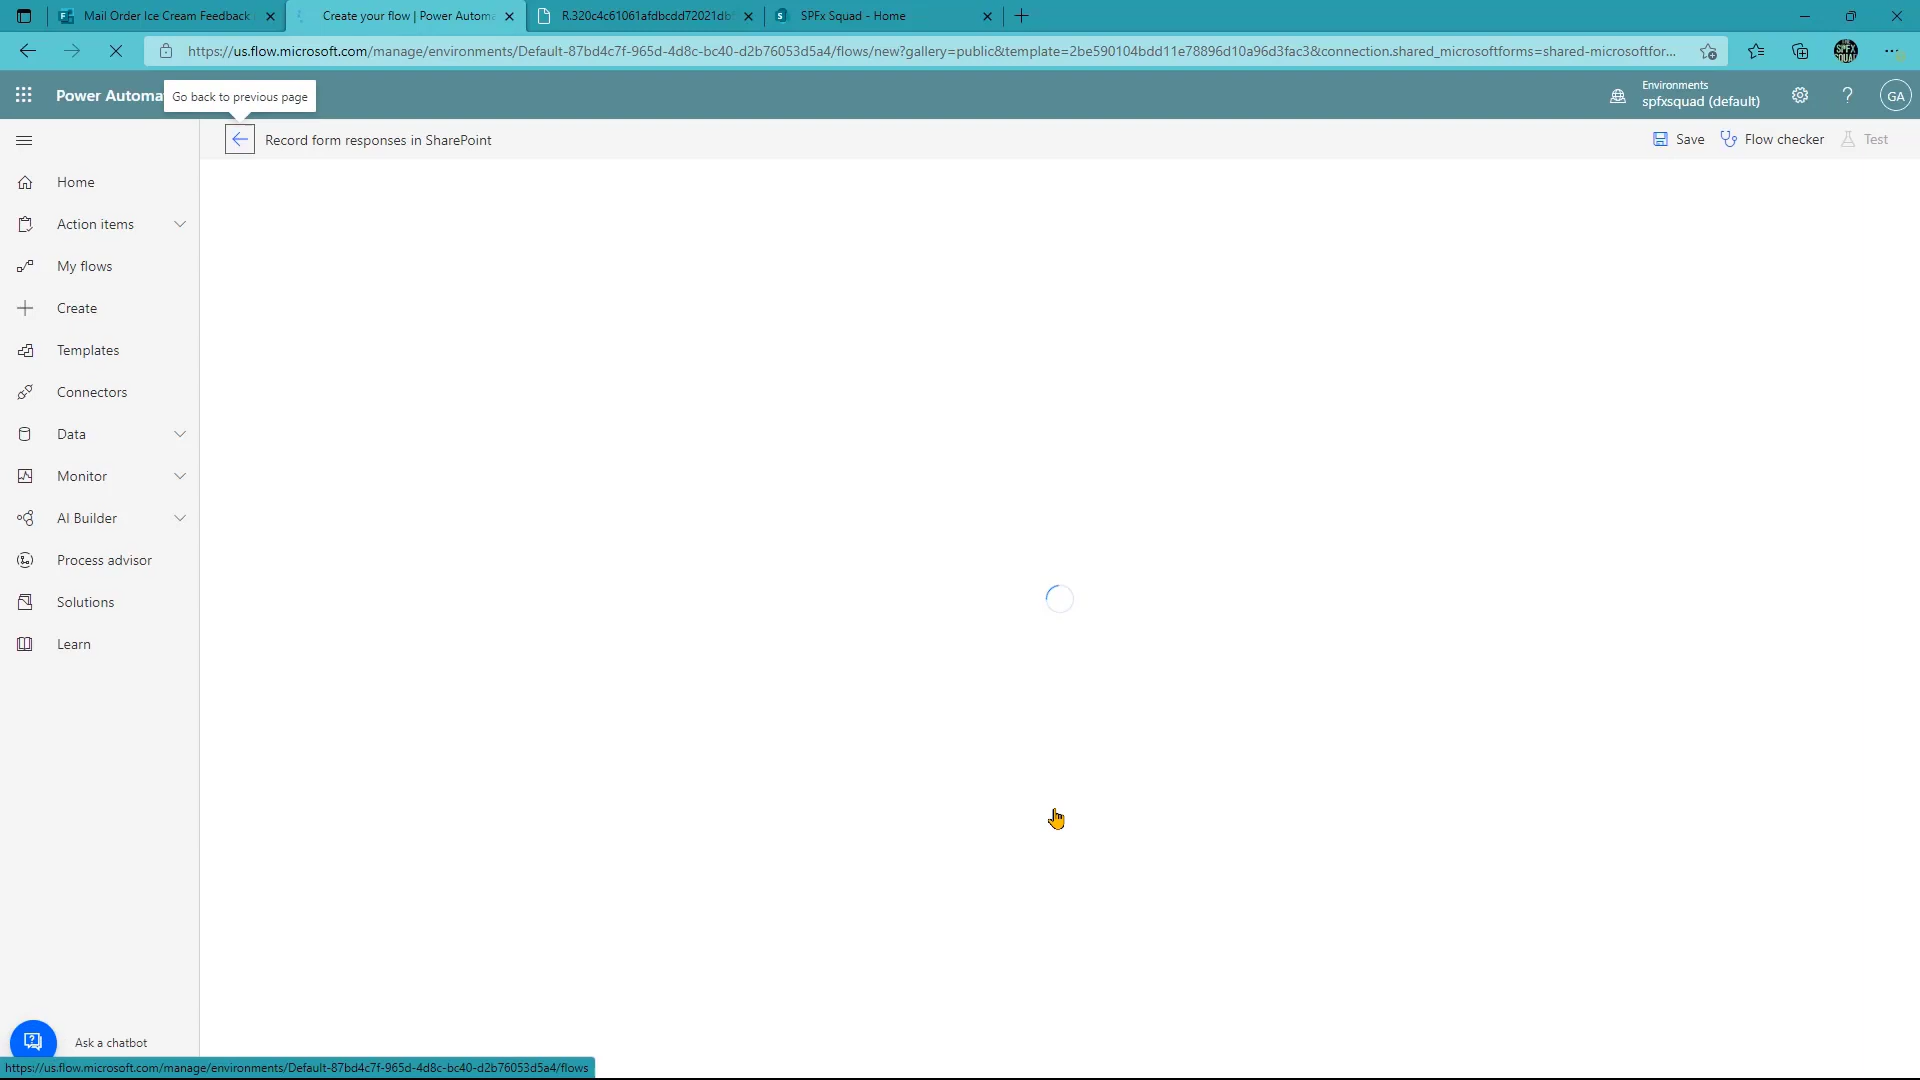 Mail Order Ice Cream Feedback
Create your flow | Power Automa
R.320c4c61061afdbcdd72021db
SPFx Squad - Home
https://us.flow.microsoft.com/manage/environments/Default-87bd4c7f-965d-4d8c-bc40-d2b76053d5a4/flows/new?gallery=public&template=2be590104bdd11e78896d10a96d3fac3&connection.shared_microsoftforms=shared-microsoftfor...
Power Automa
Go back to previous page
Environments
spfxsquad (default)
GA
Record form responses in SharePoint
Save
Flow checker
Test
Home
Action items
My flows
Create
Templates
Connectors
Data
Monitor
AI Builder
Process advisor
Solutions
Learn
Ask a chatbot
https://us.flow.microsoft.com/manage/environments/Default-87bd4c7f-965d-4d8c-bc40-d2b76053d5a4/flows